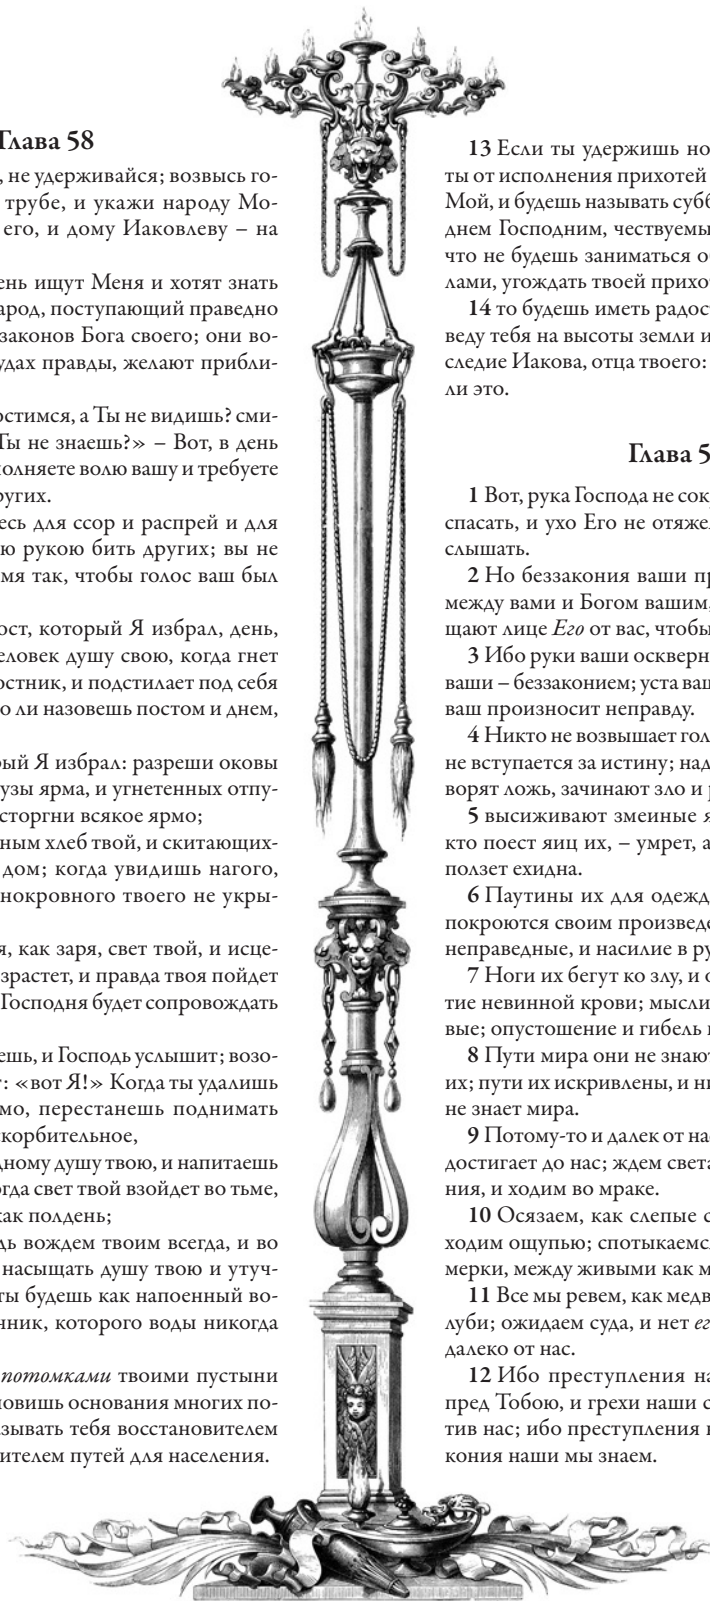 Глава 58
, не удерживайся; возвысь го-
трубе, и укажи народу Мо-
его, и дому Иаковлеву – на
ень ищут Меня и хотят знать
арод, поступающий праведно
законов Бога своего; они во-
удах правды, желают прибли-
остимся, а Ты не видишь? сми-
Ты не знаешь?» – Вот, в день
полняете волю вашу и требуете
ругих.
есь для ссор и распрей и для
ю рукою бить других; вы не
мя так, чтобы голос ваш был
ост, который Я избрал, день,
еловек душу свою, когда гнет
остник, и подстилает под себя
о ли назовешь постом и днем,
рый Я избрал: разреши оковы
узы ярма, и угнетенных отпу-
сторгни всякое ярмо;
ным хлеб твой, и скитающих-
дом; когда увидишь нагого,
нокровного твоего не укры-
я, как заря, свет твой, и исце-
зрастет, и правда твоя пойдет
Господня будет сопровождать
ешь, и Господь услышит; возо-
т: «вот Я!» Когда ты удалишь
мо, перестанешь поднимать
скорбительное,
дному душу твою, и напитаешь
огда свет твой взойдет во тьме,
как полдень;
дь вождем твоим всегда, и во
насыщать душу твою и утуч-
ты будешь как напоенный во-
чник, которого воды никогда
потомками твоими пустыни
новишь основания многих по-
азывать тебя восстановителем
вителем путей для населения.
13 Если ты удержишь но
ты от исполнения прихотей
Мой, и будешь называть субб
днем Господним, чествуемы
что не будешь заниматься о
лами, угождать твоей прихот
14 то будешь иметь радост
веду тебя на высоты земли и
следие Иакова, отца твоего:
ли это.
Глава 5
1 Вот, рука Господа не сок
спасать, и ухо Его не отяжел
слышать.
2 Но беззакония ваши пр
между вами и Богом вашим,
щают лице Его от вас, чтобы
3 Ибо руки ваши оскверн
ваши – беззаконием; уста ваш
ваш произносит неправду.
4 Никто не возвышает гол
не вступается за истину; над
ворят ложь, зачинают зло и р
5 высиживают змеиные я
кто поест яиц их, – умрет, а
ползет ехидна.
6 Паутины их для одежд
покроются своим произведе
неправедные, и насилие в ру
7 Ноги их бегут ко злу, и о
тие невинной крови; мысли
вые; опустошение и гибель н
8 Пути мира они не знают
их; пути их искривлены, и ни
не знает мира.
9 Потому-то и далек от на
достигает до нас; ждем света
ния, и ходим во мраке.
10 Осязаем, как слепые с
ходим ощупью; спотыкаемс
мерки, между живыми как м
11 Все мы ревем, как медв
луби; ожидаем суда, и нет ег
далеко от нас.
12 Ибо преступления на
пред Тобою, и грехи наши с
тив нас; ибо преступления н
кония наши мы знаем.